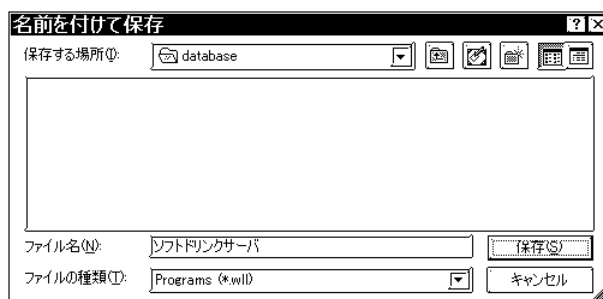 名前を付けて保存
保存する場所(I):
database
ファイル名(N):
ソフトドリンクサーバ
保存(S)
ファイルの種類(T):
Programs (*.wll)
キャンセル